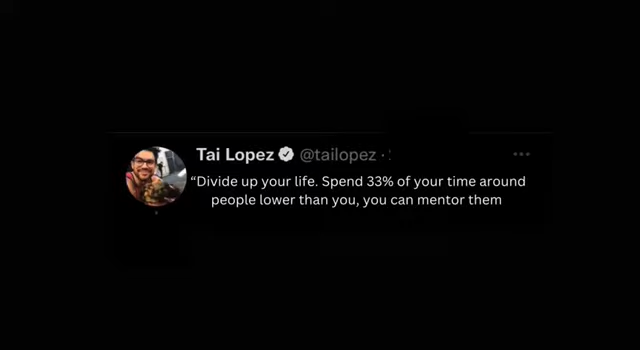 Tai Lopez @tailopez ·
“Divide up your life. Spend 33% of your time around
people lower than you, you can mentor them